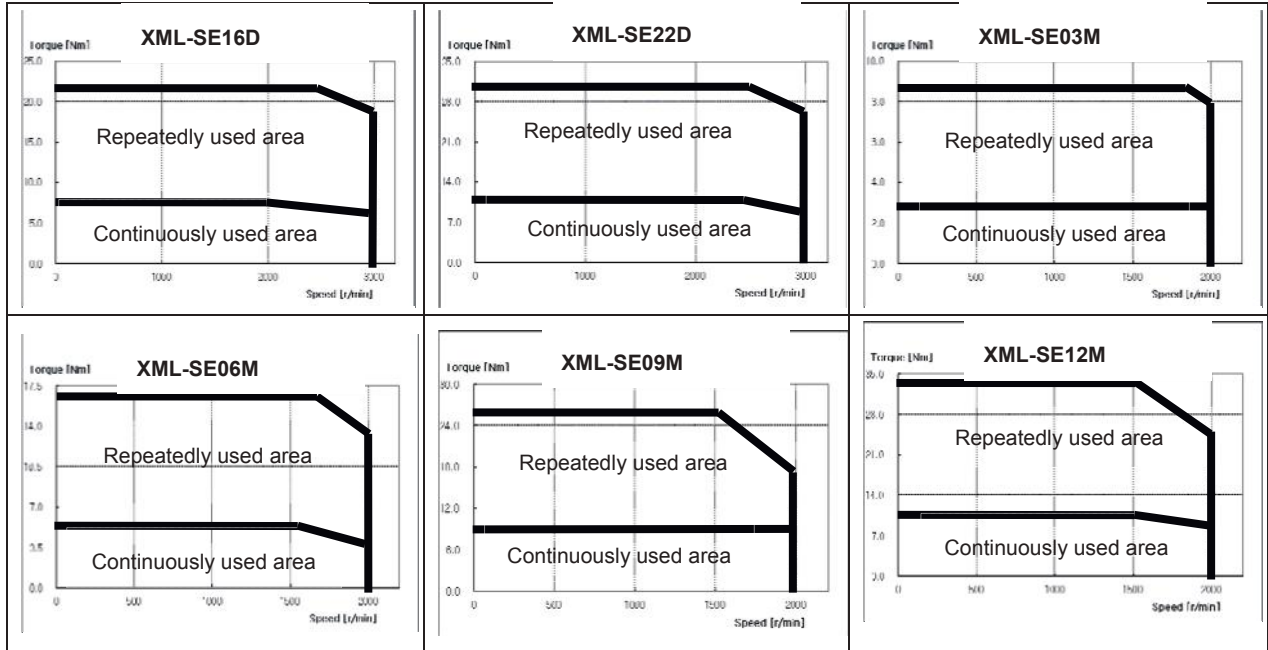 XML-SE16D
Torque [Nm]
25.0
20.0
15.0
10.0
5.0
0.0
Repeatedly used area
Continuously used area
0 1000 2000 3000
Speed [r/min]
XML-SE22D
Torque [Nm]
35.0
28.0
21.0
14.0
7.0
0.0
Repeatedly used area
Continuously used area
0 1000 2000 3000
Speed [r/min]
XML-SE03M
Torque [Nm]
10.0
4.0
2.0
Repeatedly used area
Continuously used area
0 500 1000 1500 2000
Speed [r/min]
XML-SE06M
Torque [Nm]
17.5
14.0
10.5
7.0
3.5
0.0
Repeatedly used area
Continuously used area
0 500 1000 1500 2000
Speed [r/min]
XML-SE09M
Torque [Nm]
30.0
24.0
18.0
12.0
6.0
0.0
Repeatedly used area
Continuously used area
0 500 1000 1500 2000
Speed [r/min]
XML-SE12M
Torque [Nm]
35.0
28.0
21.0
14.0
7.0
0.0
Repeatedly used area
Continuously used area
0 500 1000 1500 2000
Speed [r/min]